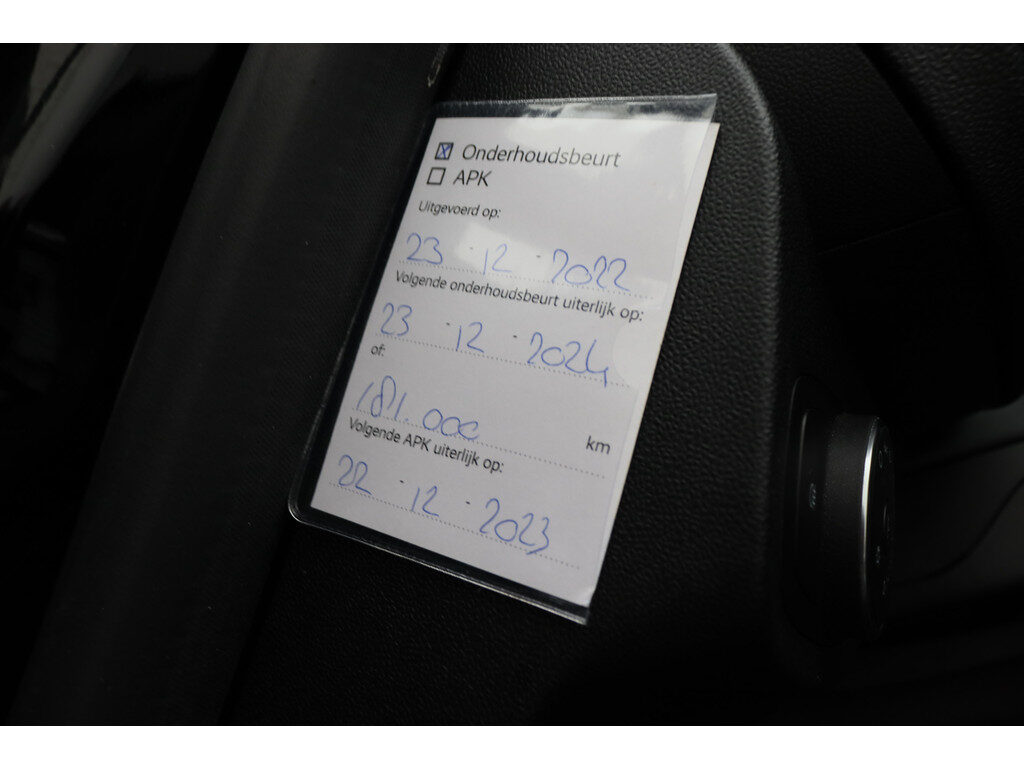 ☒ Onderhoudsbeurt
☐ APK
Uitgevoerd op:
23 · 12 · 2022
Volgende onderhoudsbeurt uiterlijk op:
23 · 12 · 2024
of:
181.000 km
Volgende APK uiterlijk op:
22 · 12 · 2023